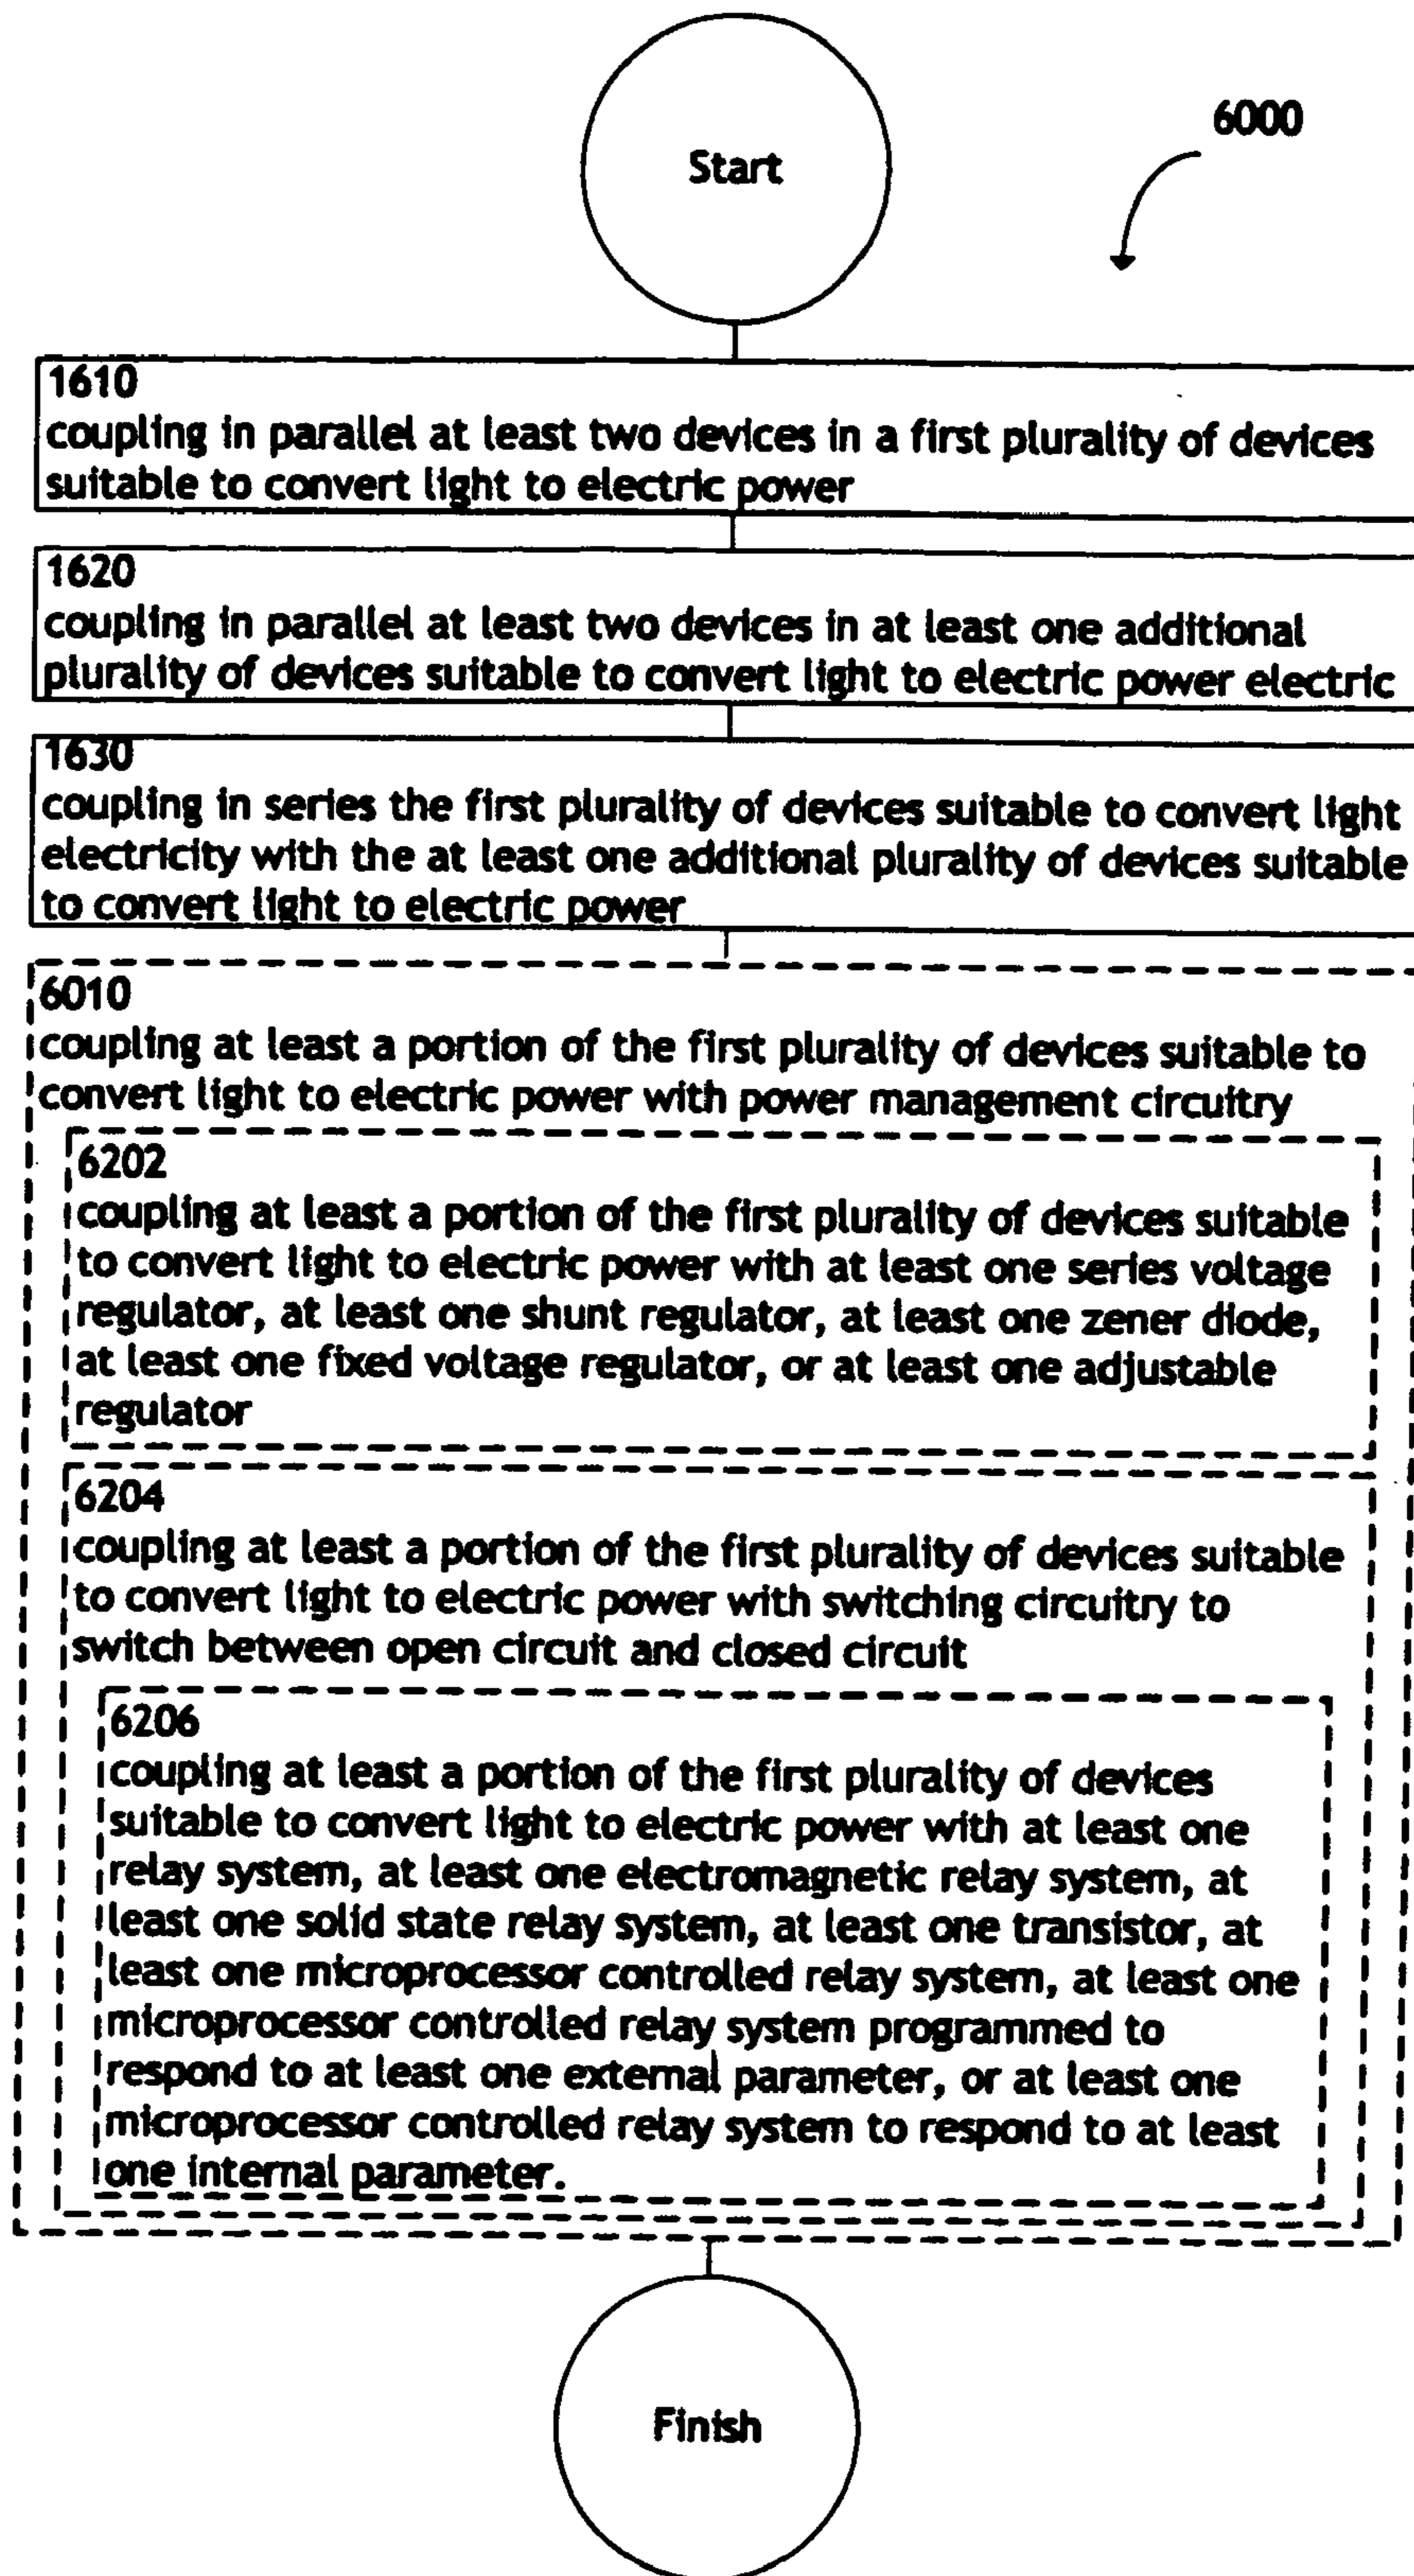 Start
6000
1610
coupling in parallel at least two devices in a first plurality of devices
suitable to convert light to electric power
1620
coupling in parallel at least two devices in at least one additional
plurality of devices suitable to convert light to electric power electric
1630
coupling in series the first plurality of devices suitable to convert light
electricity with the at least one additional plurality of devices suitable
to convert light to electric power
6010
coupling at least a portion of the first plurality of devices suitable to
convert light to electric power with power management circuitry
6202
coupling at least a portion of the first plurality of devices suitable
to convert light to electric power with at least one series voltage
regulator, at least one shunt regulator, at least one zener diode,
at least one fixed voltage regulator, or at least one adjustable
regulator
6204
coupling at least a portion of the first plurality of devices suitable
to convert light to electric power with switching circuitry to
switch between open circuit and closed circuit
6206
coupling at least a portion of the first plurality of devices
suitable to convert light to electric power with at least one
relay system, at least one electromagnetic relay system, at
least one solid state relay system, at least one transistor, at
least one microprocessor controlled relay system, at least one
microprocessor controlled relay system programmed to
respond to at least one external parameter, or at least one
microprocessor controlled relay system to respond to at least
one internal parameter.
Finish